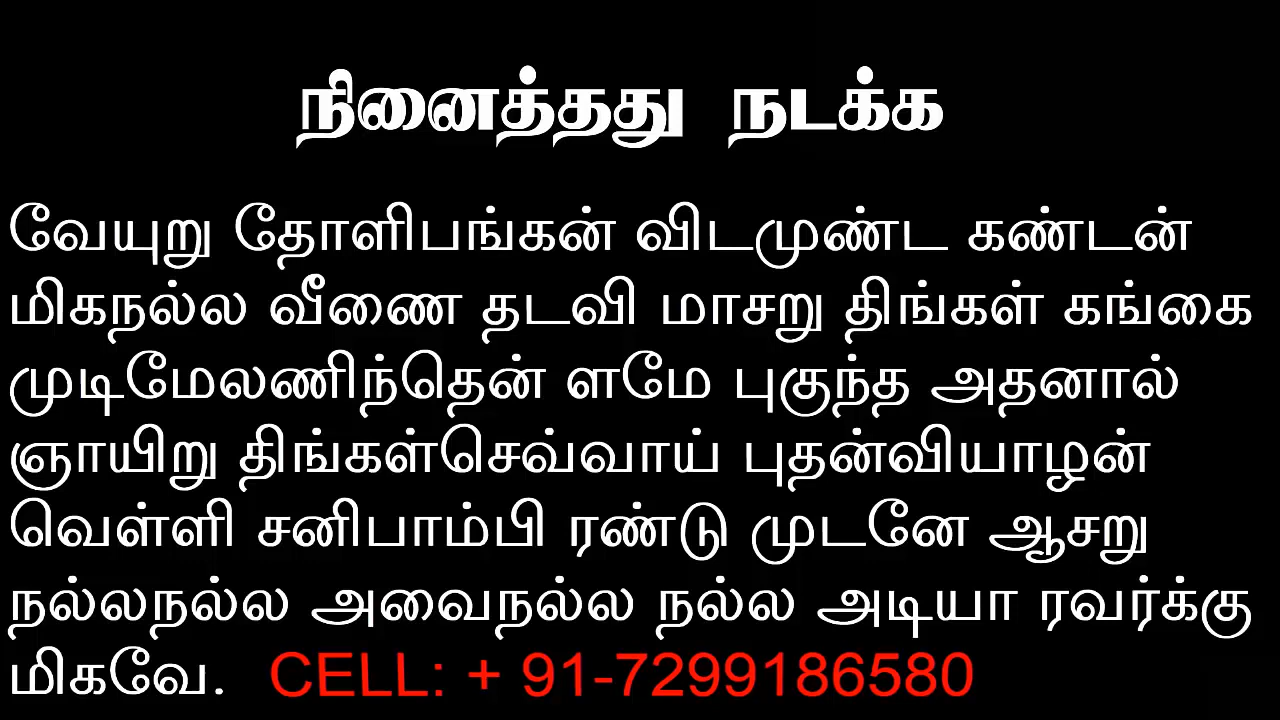 நினைத்தது நடக்க
வேயுறு தோளிபங்கன் விடமுண்ட கண்டன்
மிகநல்ல வீணை தடவி மாசறு திங்கள் கங்கை
முடிமேலணிந்தென் ளமே புகுந்த அதனால்
ஞாயிறு திங்கள்செவ்வாய் புதன்வியாழன்
வெள்ளி சனிபாம்பி ரண்டு முடனே ஆசறு
நல்லநல்ல அவைநல்ல நல்ல அடியா ரவர்க்கு
மிகவே. CELL: + 91-7299186580